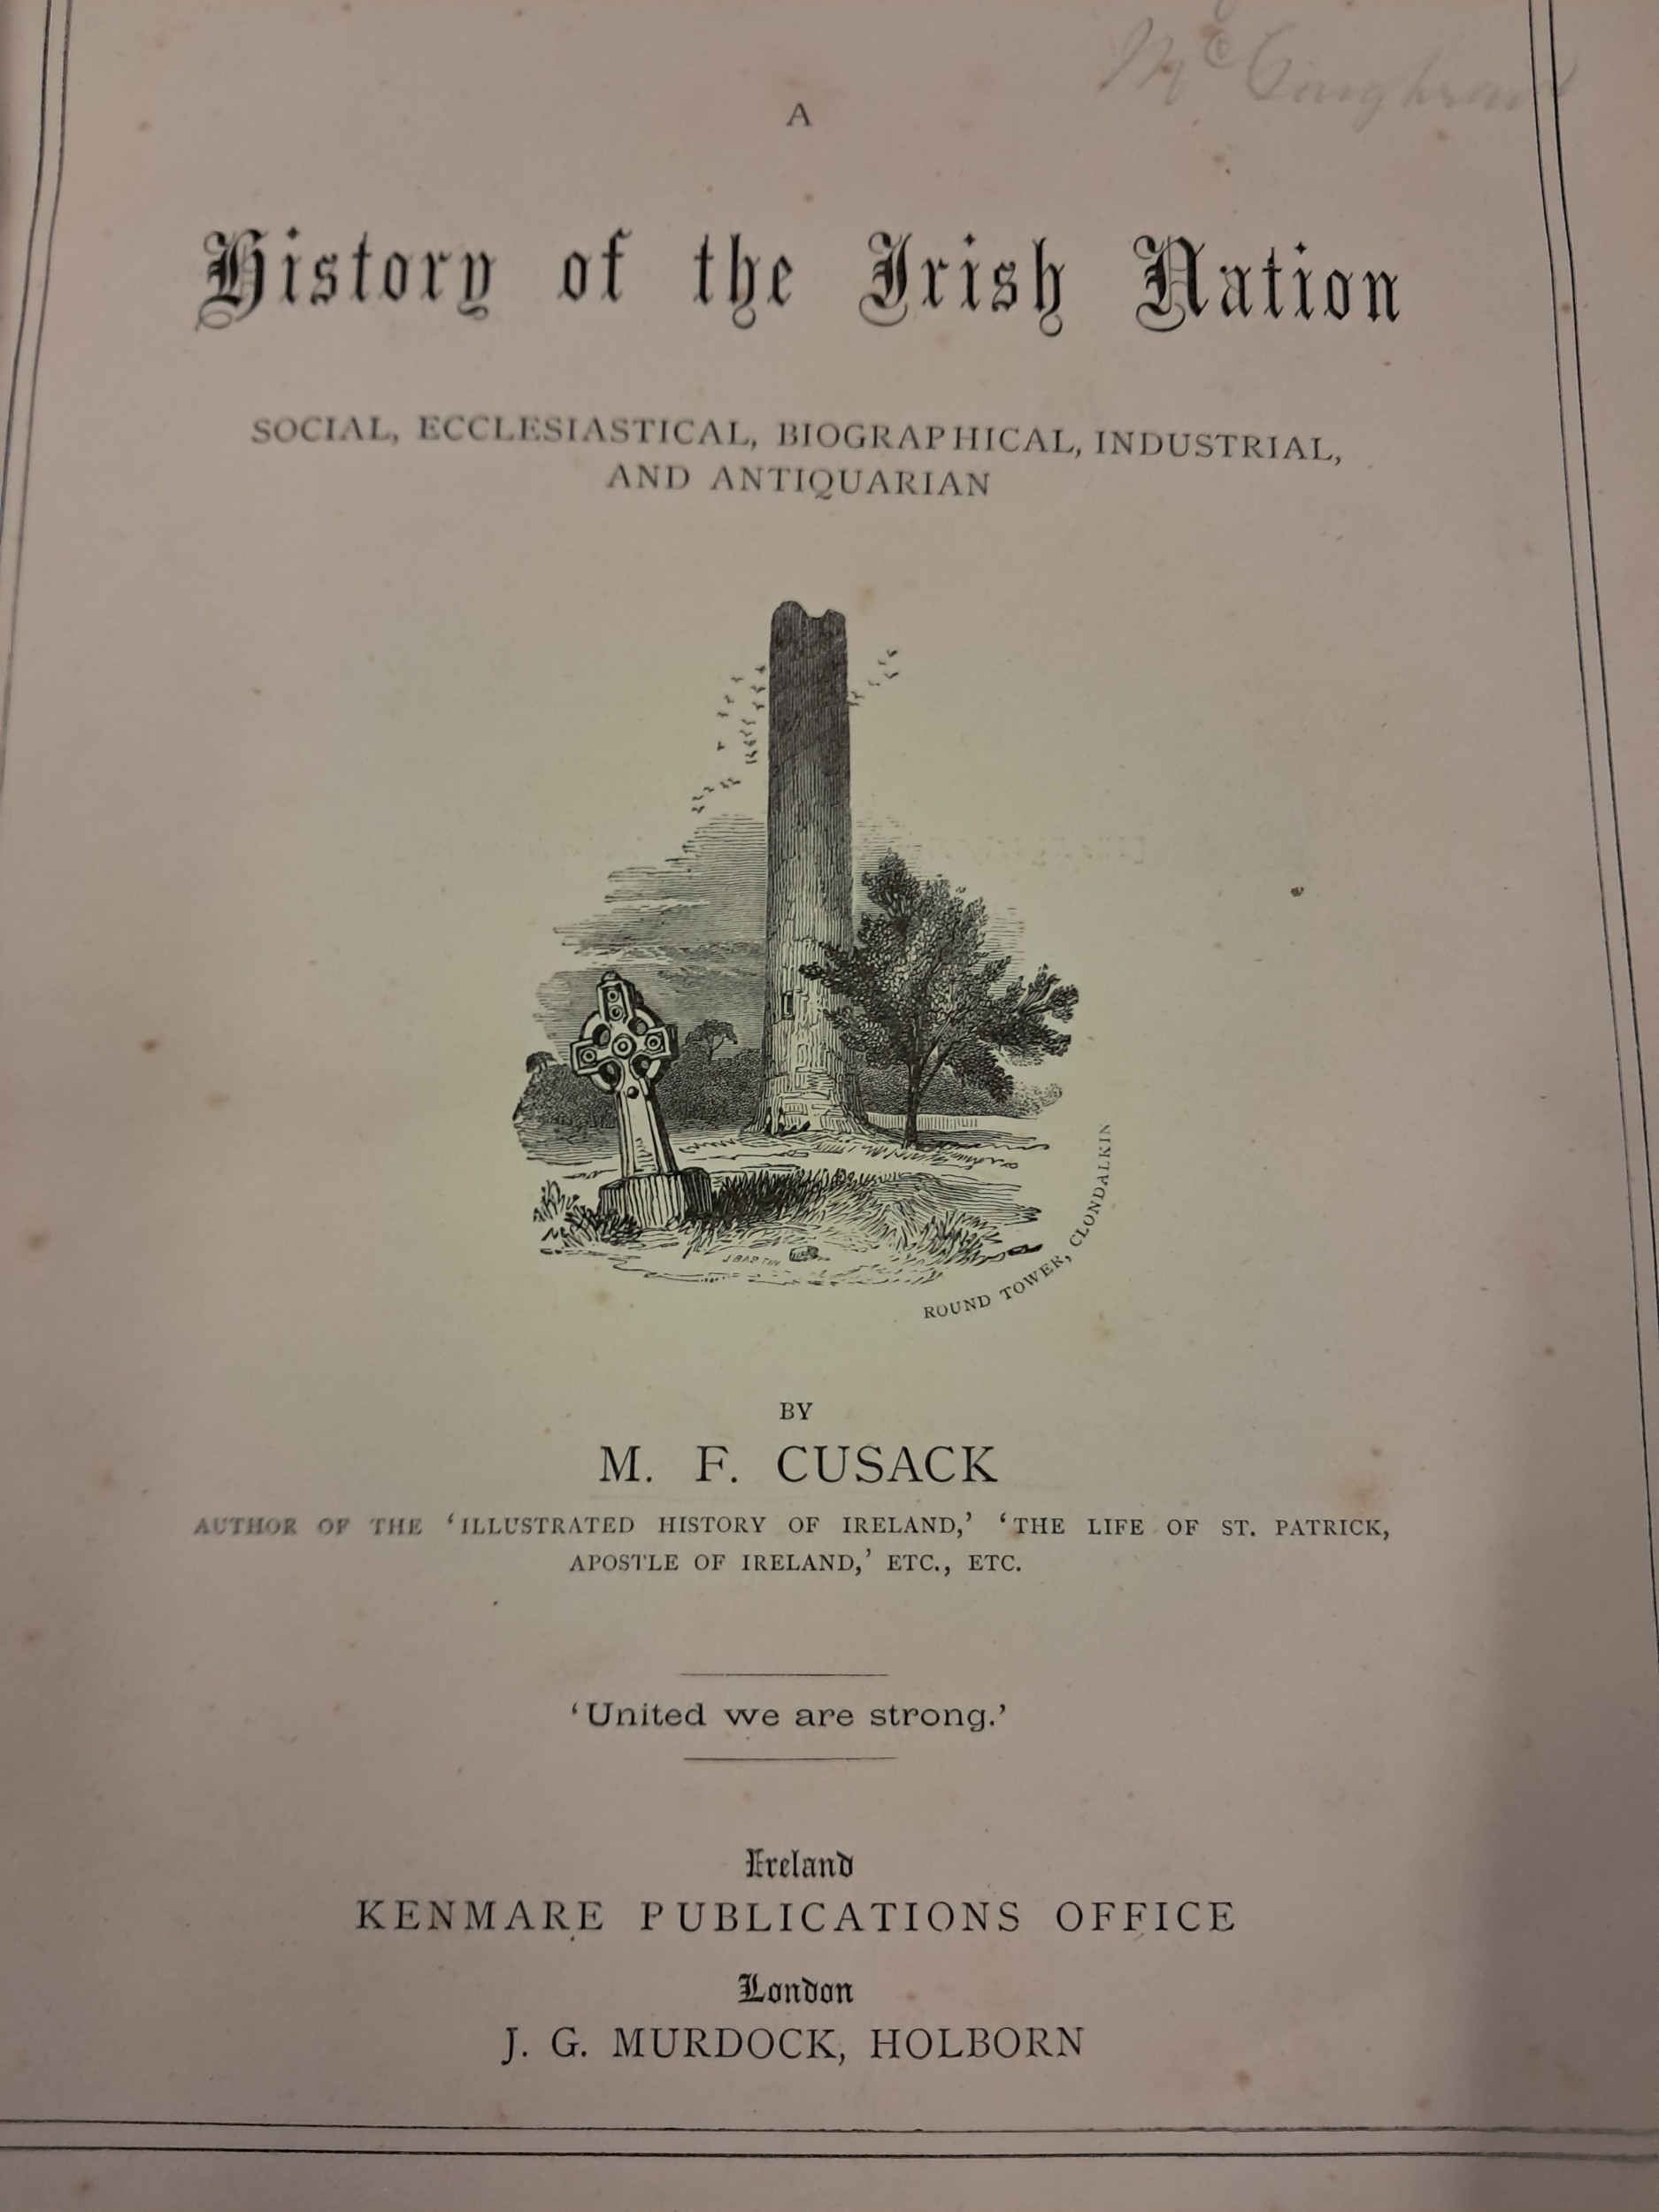 A
History of the Irish Nation
SOCIAL, ECCLESIASTICAL, BIOGRAPHICAL, INDUSTRIAL,
AND ANTIQUARIAN
J BASTIN
ROUND TOWER, CLONDALKIN
BY
M. F. CUSACK
AUTHOR OF THE ‘ILLUSTRATED HISTORY OF IRELAND,’ ‘THE LIFE OF ST. PATRICK,
APOSTLE OF IRELAND,’ ETC., ETC.
‘United we are strong.’
Ireland
KENMARE PUBLICATIONS OFFICE
London
J. G. MURDOCK, HOLBORN